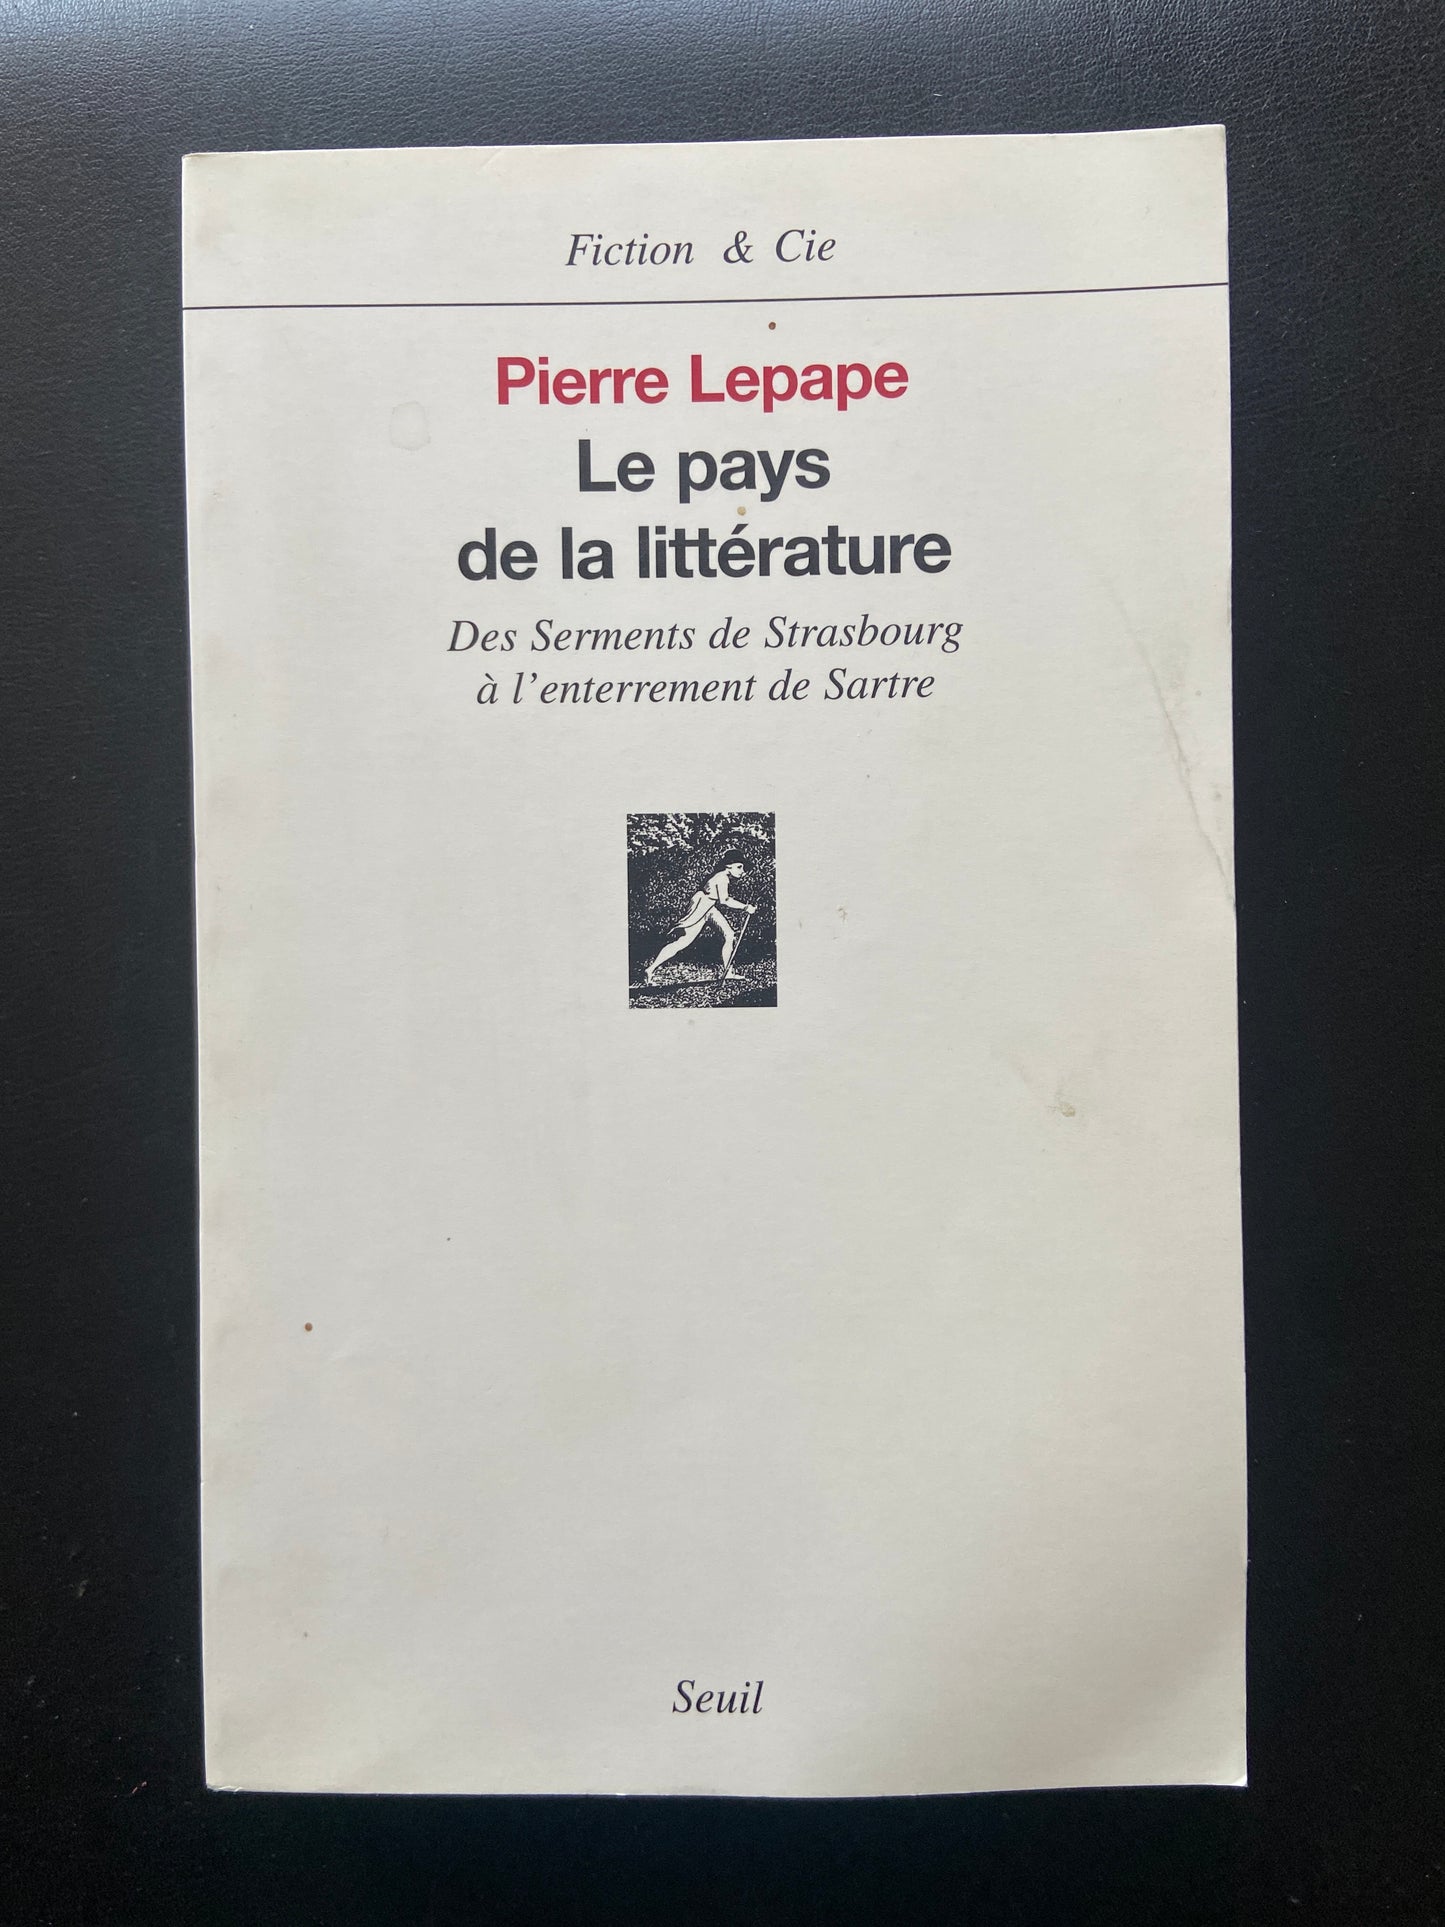 Fiction & Cie
Pierre Lepape
Le pays
de la littérature
Des Serments de Strasbourg
à l’enterrement de Sartre
Seuil